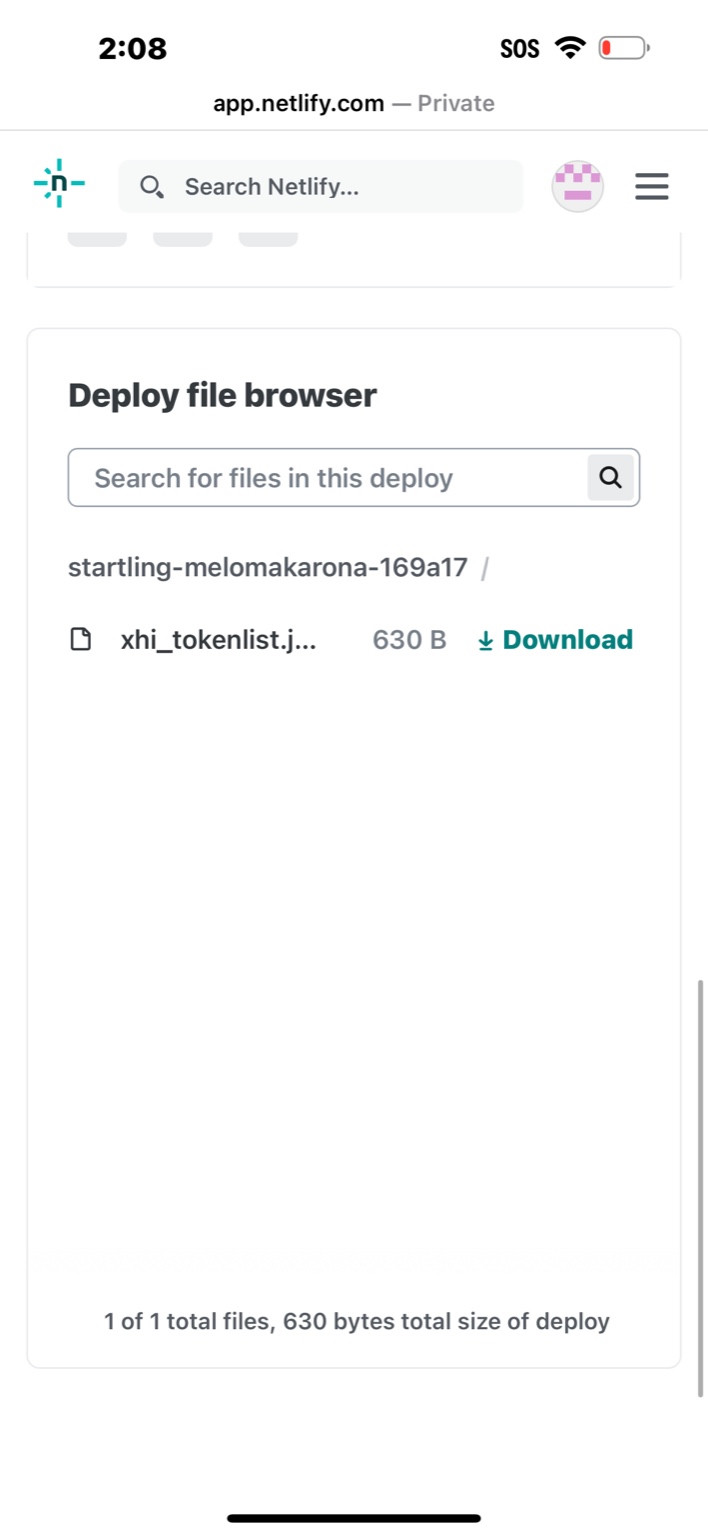 2:08
SOS
app.netlify.com — Private
n
Search Netlify...
Deploy file browser
Search for files in this deploy
startling-melomakarona-169a17 /
xhi_tokenlist.j... 630 B Download
1 of 1 total files, 630 bytes total size of deploy